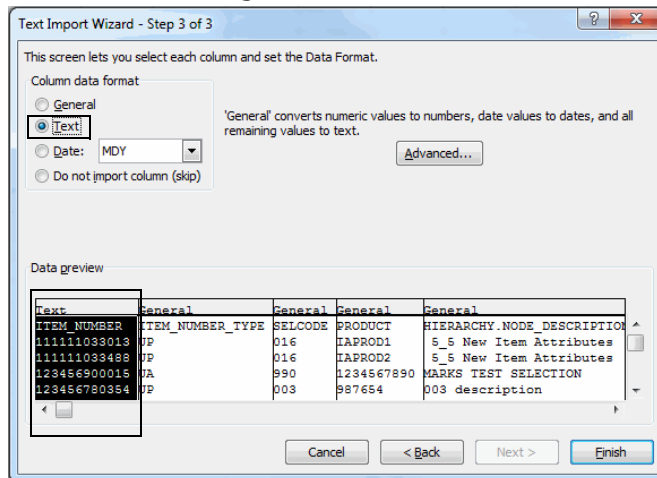 Text Import Wizard - Step 3 of 3
This screen lets you select each column and set the Data Format.
Column data format
General
Text
Date: MDY
Do not import column (skip)
'General' converts numeric values to numbers, date values to dates, and all
remaining values to text.
Advanced...
Data preview
Text General General General General
ITEM_NUMBER ITEM_NUMBER_TYPE SELCODE PRODUCT HIERARCHY.NODE_DESCRIPTION
111111033013 UP 016 IAPROD1 5_5 New Item Attributes
111111033488 UP 016 IAPROD2 5_5 New Item Attributes
123456900015 UA 990 1234567890 MARKS TEST SELECTION
123456780354 UP 003 987654 003 description
Cancel < Back Next > Finish